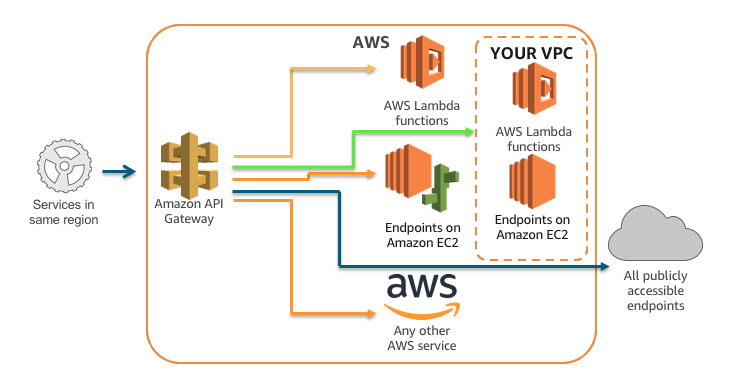 AWS
YOUR VPC
AWS Lambda
functions
AWS Lambda
functions
Services in
same region
Amazon API
Gateway
Endpoints on
Amazon EC2
Endpoints on
Amazon EC2
aws
Any other
AWS service
All publicly
accessible
endpoints